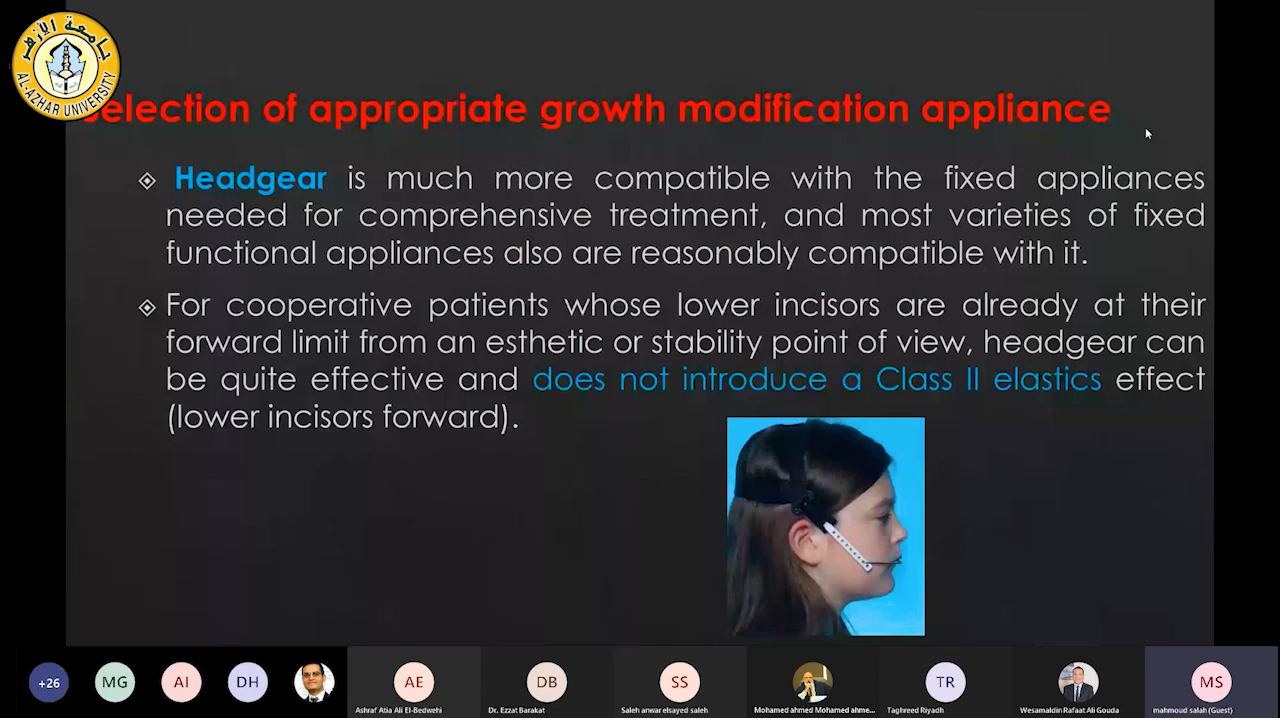 جامعة الأزهر
AL-AZHAR UNIVERSITY
election of appropriate growth modification appliance
Headgear is much more compatible with the fixed appliances
needed for comprehensive treatment, and most varieties of fixed
functional appliances also are reasonably compatible with it.
For cooperative patients whose lower incisors are already at their
forward limit from an esthetic or stability point of view, headgear can
be quite effective and does not introduce a Class II elastics effect
(lower incisors forward).
+26
MG
AI
DH
AE
DB
SS
TR
MS
Ashraf Atia Ali El-Bedwehi
Dr. Ezzat Barakat
Saleh anwar elsayed saleh
Mohamed ahmed Mohamed ahme...
Taghreed Riyadh
Wesamaldin Rafaat Ali Gouda
mahmoud salah (Guest)